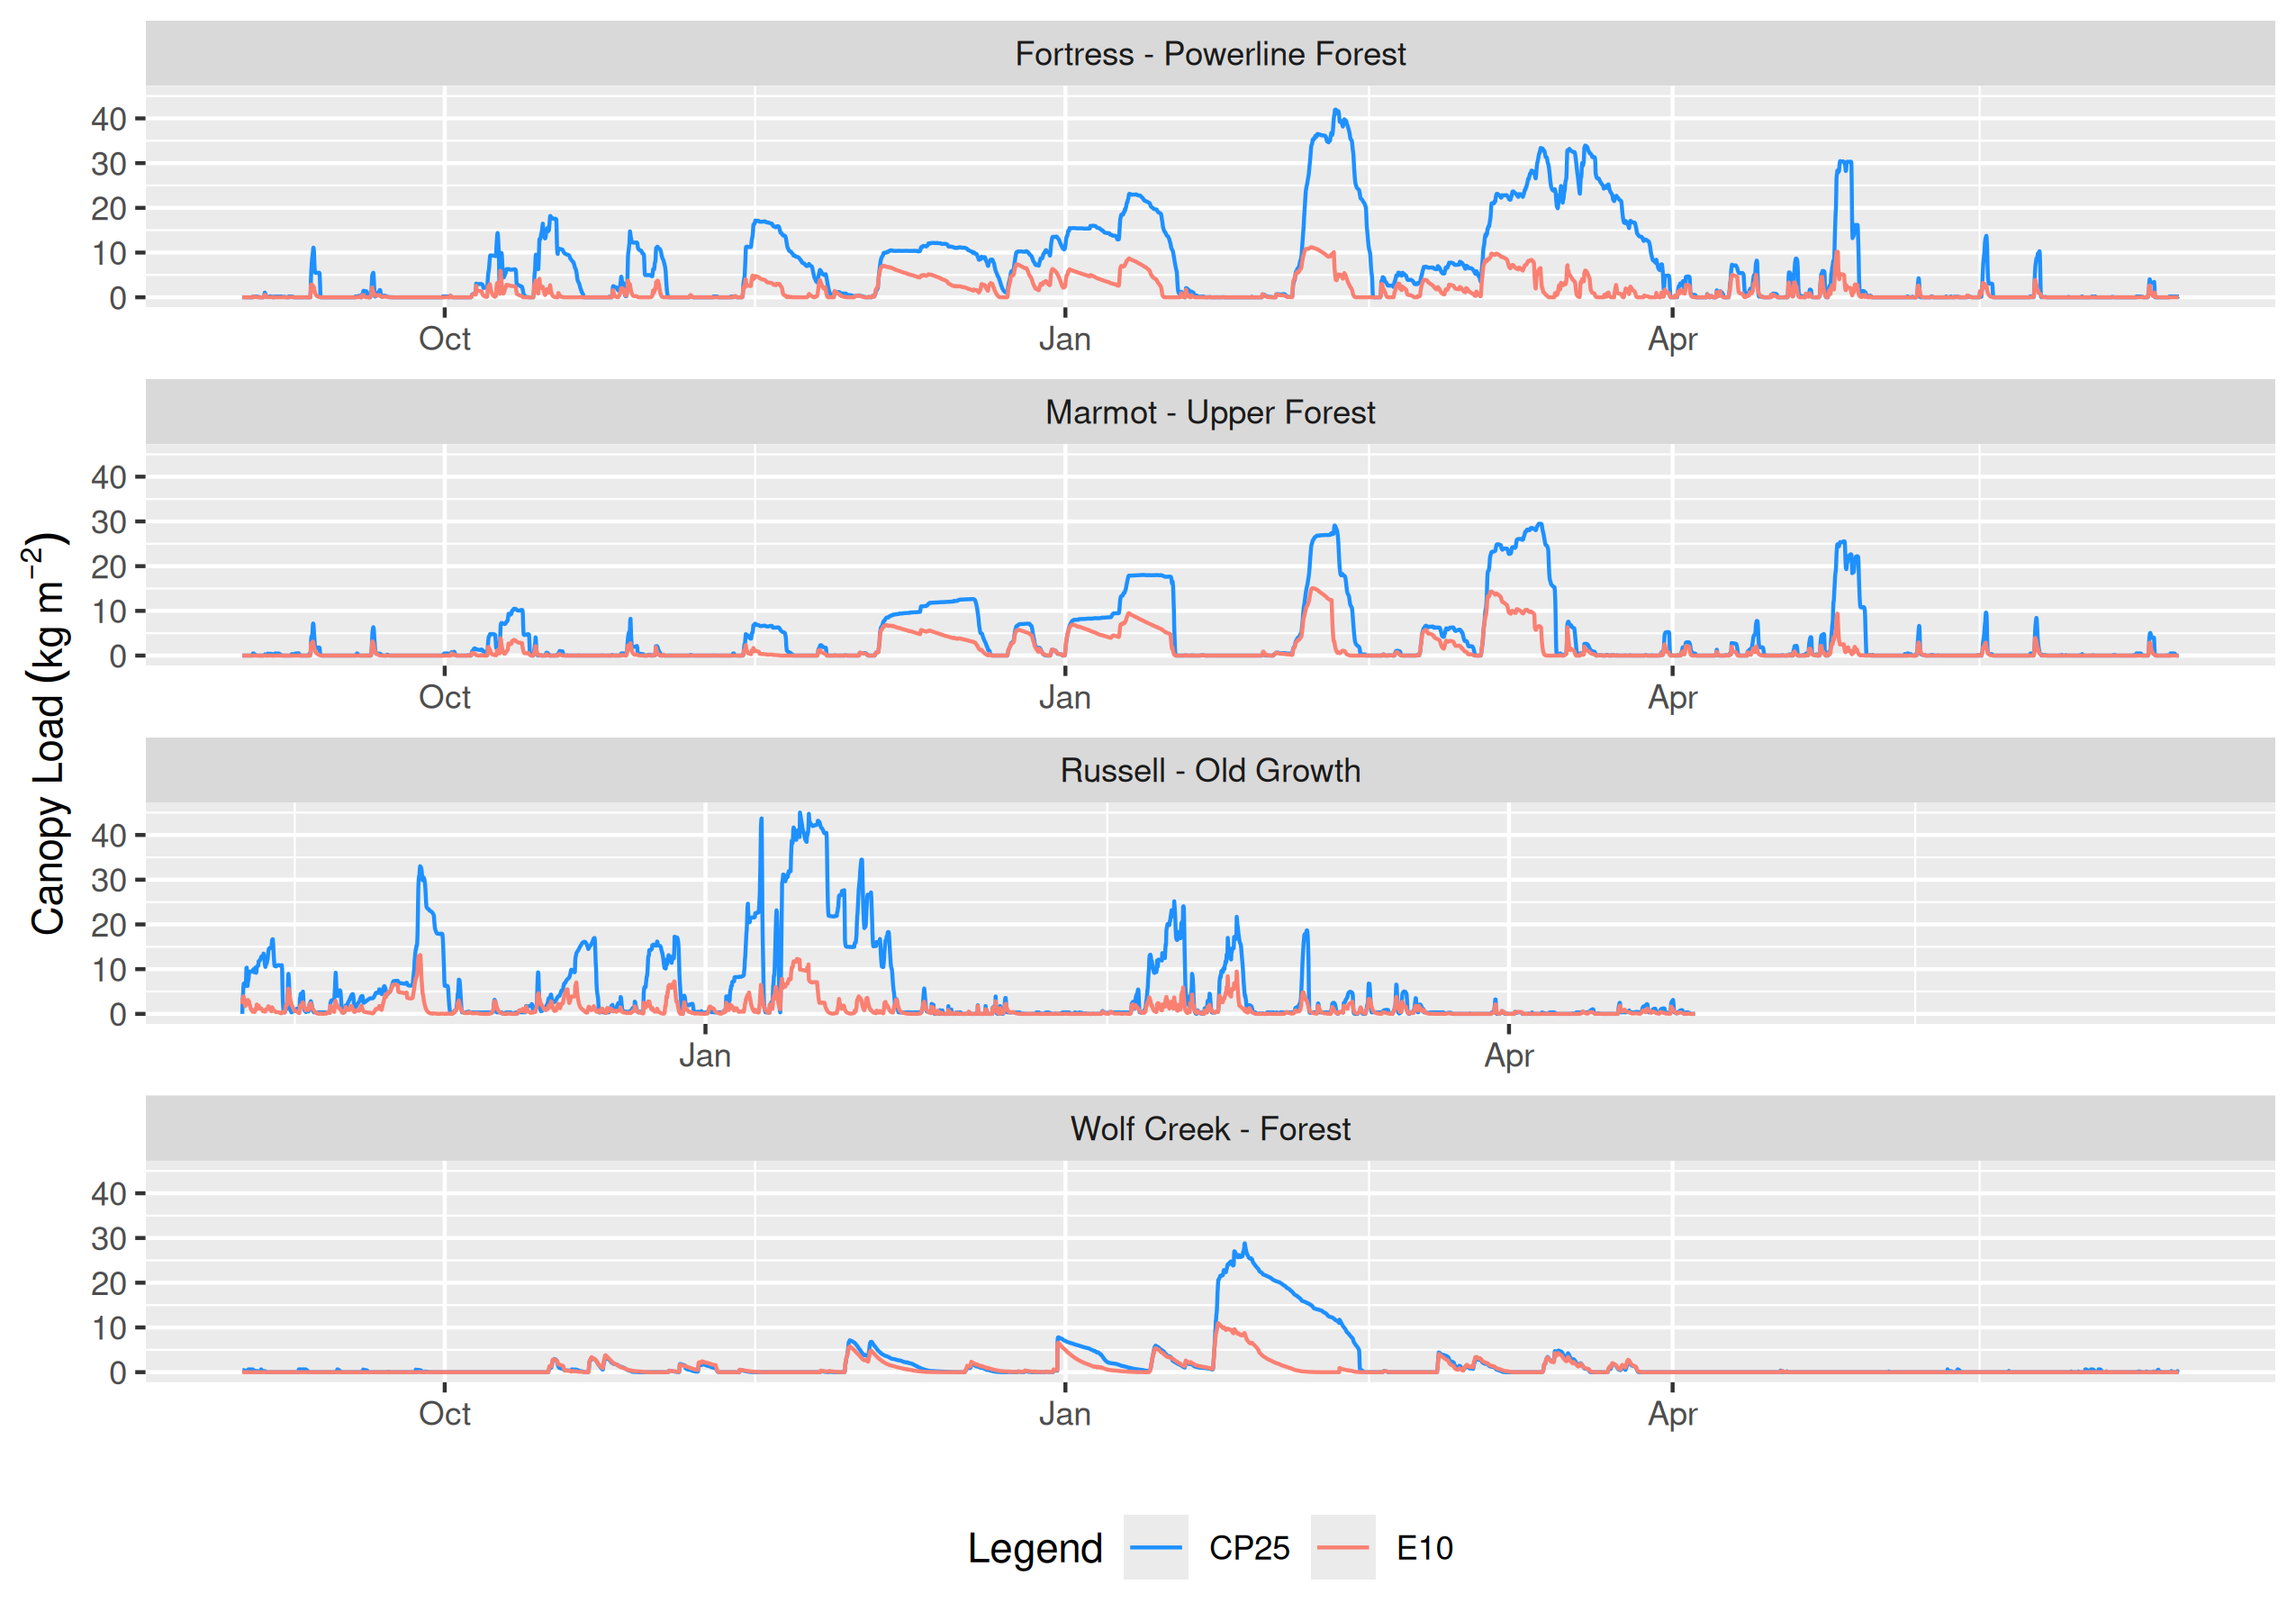 Fortress - Powerline Forest
40
30
20
10
0
Oct Jan Apr
Marmot - Upper Forest
40
30
20
10
0
Oct Jan Apr
Canopy Load (kg m⁻²)
Russell - Old Growth
40
30
20
10
0
Jan Apr
Wolf Creek - Forest
40
30
20
10
0
Oct Jan Apr
Legend CP25 E10